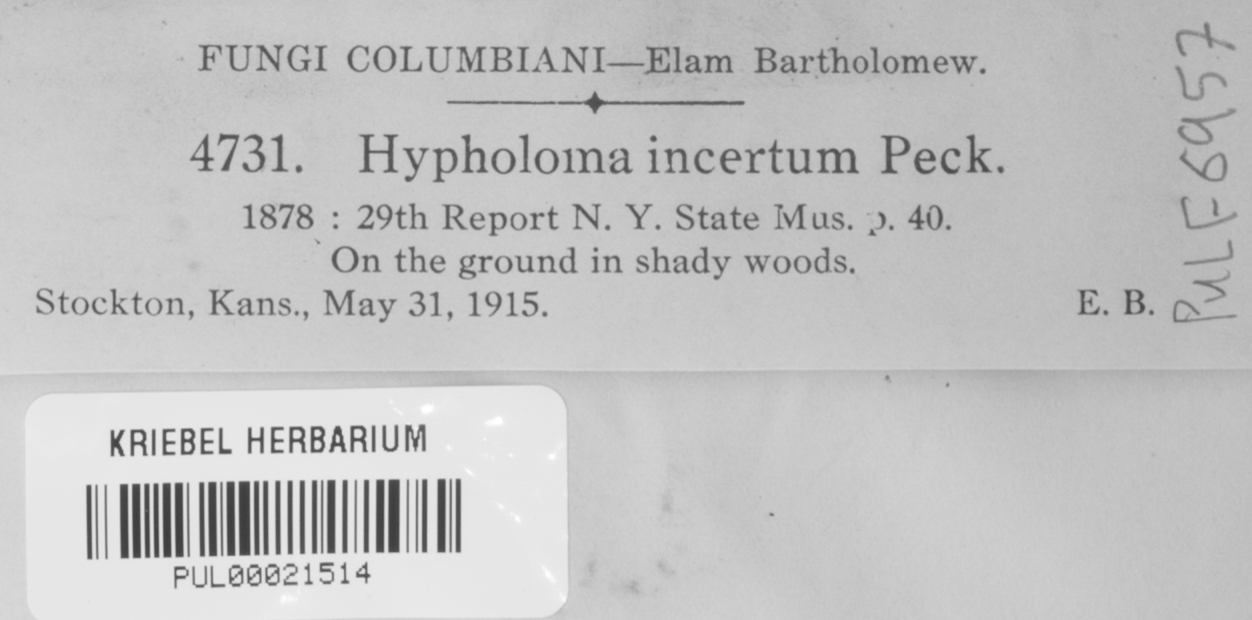 FUNGI COLUMBIANI—Elam Bartholomew.
4731. Hypholoma incertum Peck.
1878 : 29th Report N. Y. State Mus. p. 40.
On the ground in shady woods.
Stockton, Kans., May 31, 1915. E. B.
PUL F6957
KRIEBEL HERBARIUM
PUL00021514